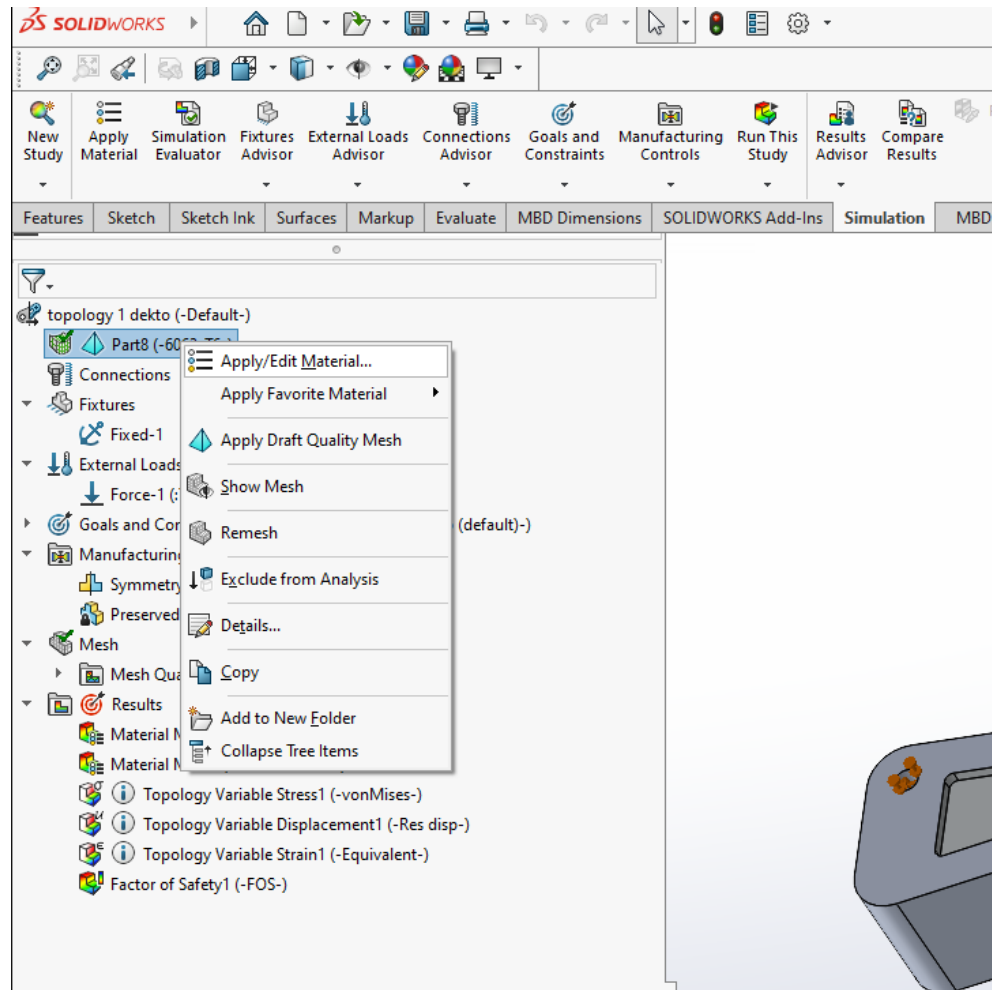 SOLIDWORKS
New Study
Apply Material
Simulation Evaluator
Fixtures Advisor
External Loads Advisor
Connections Advisor
Goals and Constraints
Manufacturing Controls
Run This Study
Results Advisor
Compare Results
Features Sketch Sketch Ink Surfaces Markup Evaluate MBD Dimensions SOLIDWORKS Add-Ins Simulation MBD
topology 1 dekto (-Default-)
Part8
Apply/Edit Material...
Connections
Apply Favorite Material
Fixtures
Fixed-1
Apply Draft Quality Mesh
External Loads
Show Mesh
Force-1
Goals and (default)-)
Remesh
Manufacturing
Exclude from Analysis
Symmetry
Preserved
Details...
Mesh
Mesh
Copy
Results
Add to New Folder
Material
Collapse Tree Items
Material
Topology Variable Stress1 (-vonMises-)
Topology Variable Displacement1 (-Res disp-)
Topology Variable Strain1 (-Equivalent-)
Factor of Safety1 (-FOS-)